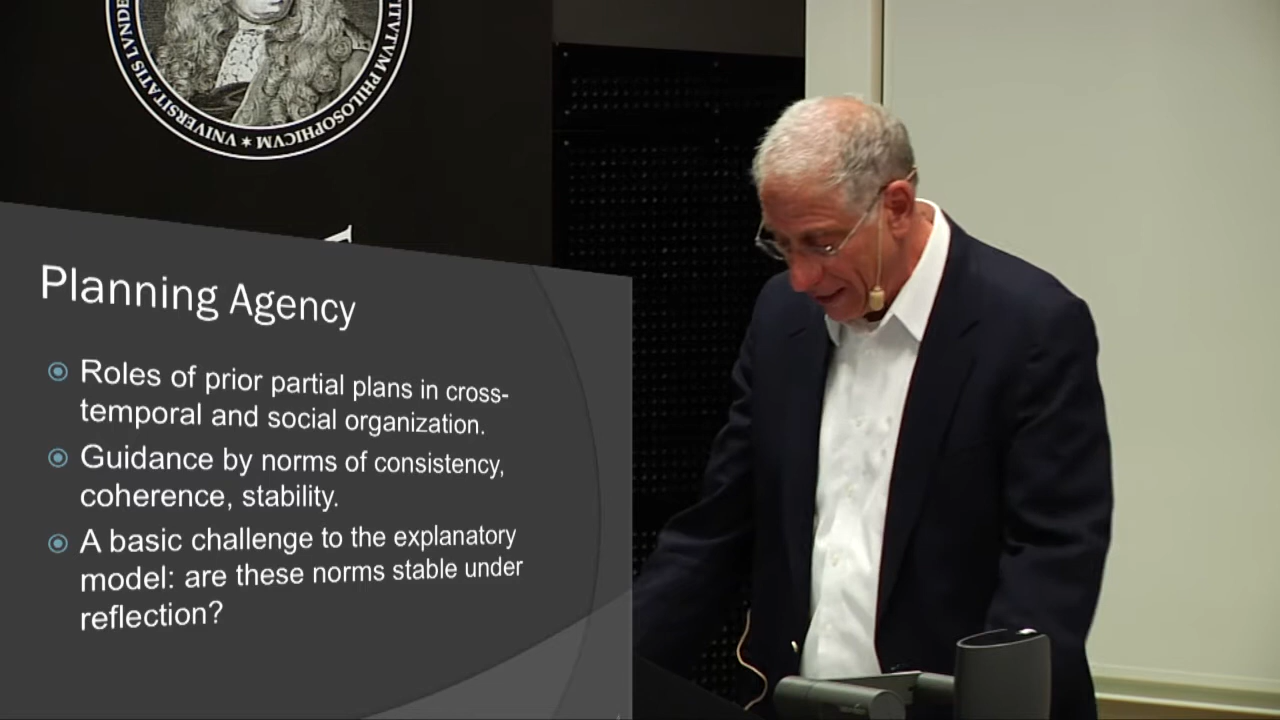 VNIVERSITATIS LVNDE
TITVTVM PHILOSOPHICVM
Planning Agency
Roles of prior partial plans in cross-
temporal and social organization.
Guidance by norms of consistency,
coherence, stability.
A basic challenge to the explanatory
model: are these norms stable under
reflection?